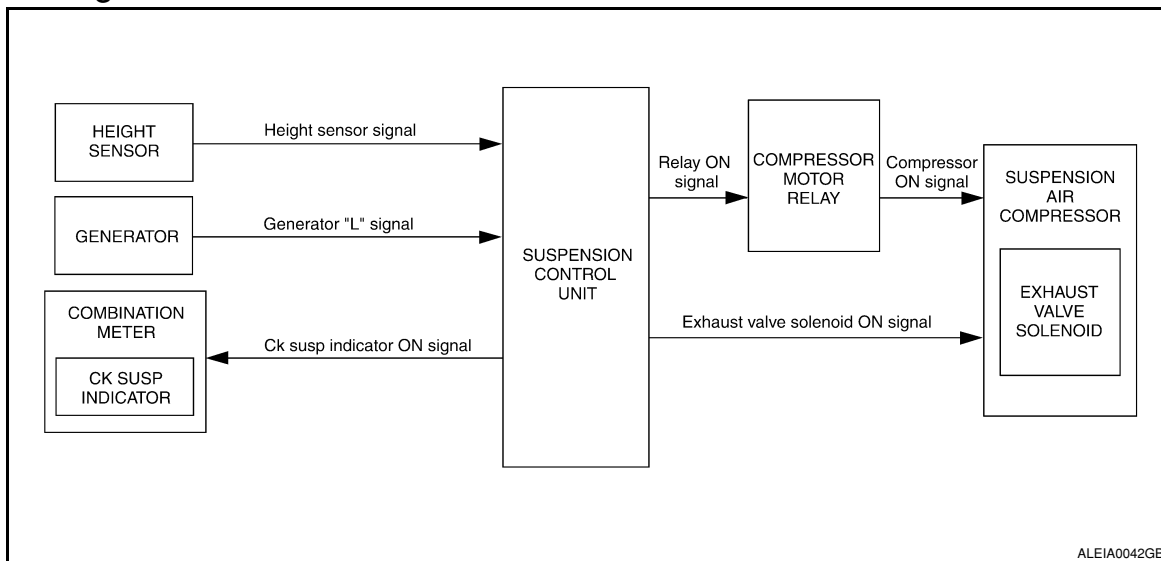 HEIGHT
SENSOR
Height sensor signal
GENERATOR
Generator "L" signal
COMBINATION
METER
CK SUSP
INDICATOR
Ck susp indicator ON signal
SUSPENSION
CONTROL
UNIT
Relay ON
signal
COMPRESSOR
MOTOR
RELAY
Compressor
ON signal
Exhaust valve solenoid ON signal
SUSPENSION
AIR
COMPRESSOR
EXHAUST
VALVE
SOLENOID